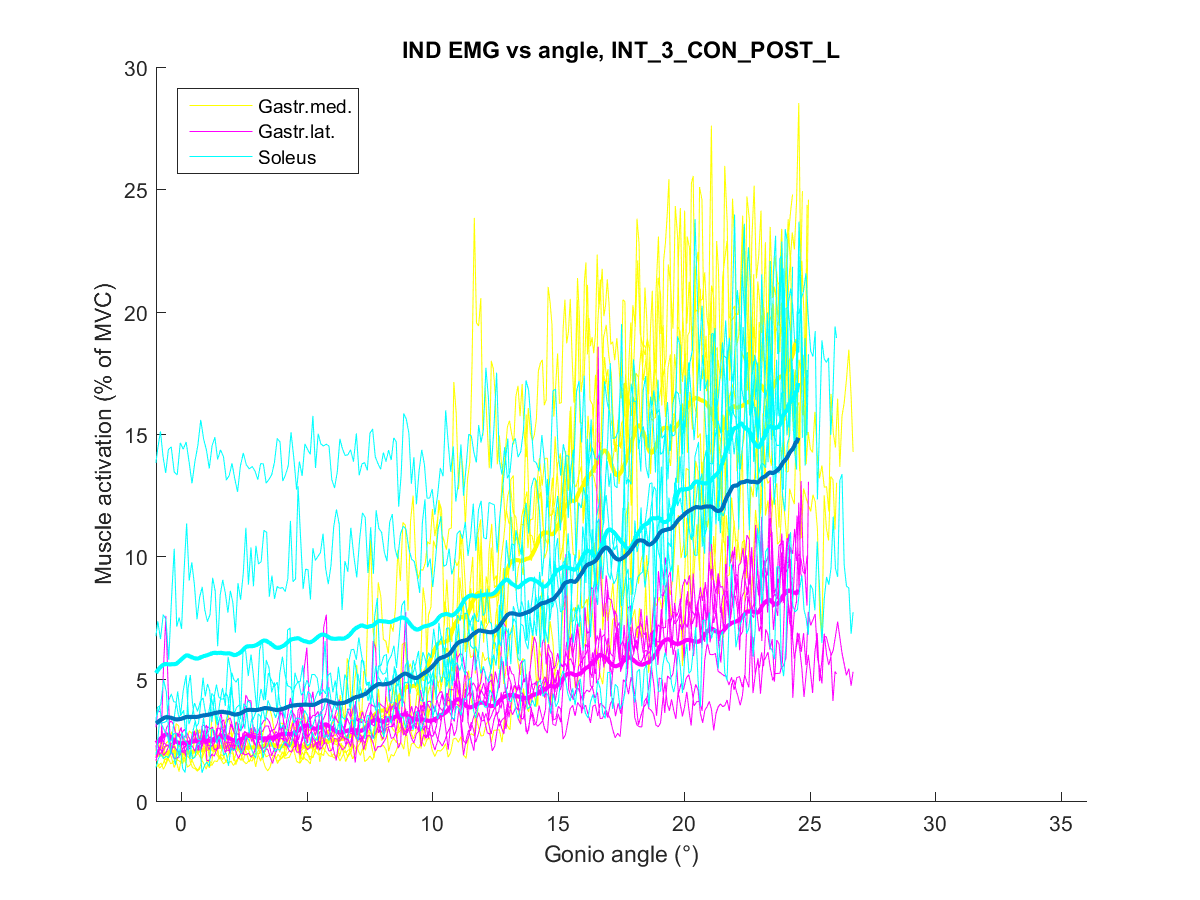 IND EMG vs angle, INT_3_CON_POST_L
30
25
20
15
10
5
0
Gastr.med.
Gastr.lat.
Soleus
Muscle activation (% of MVC)
0 5 10 15 20 25 30 35
Gonio angle (°)